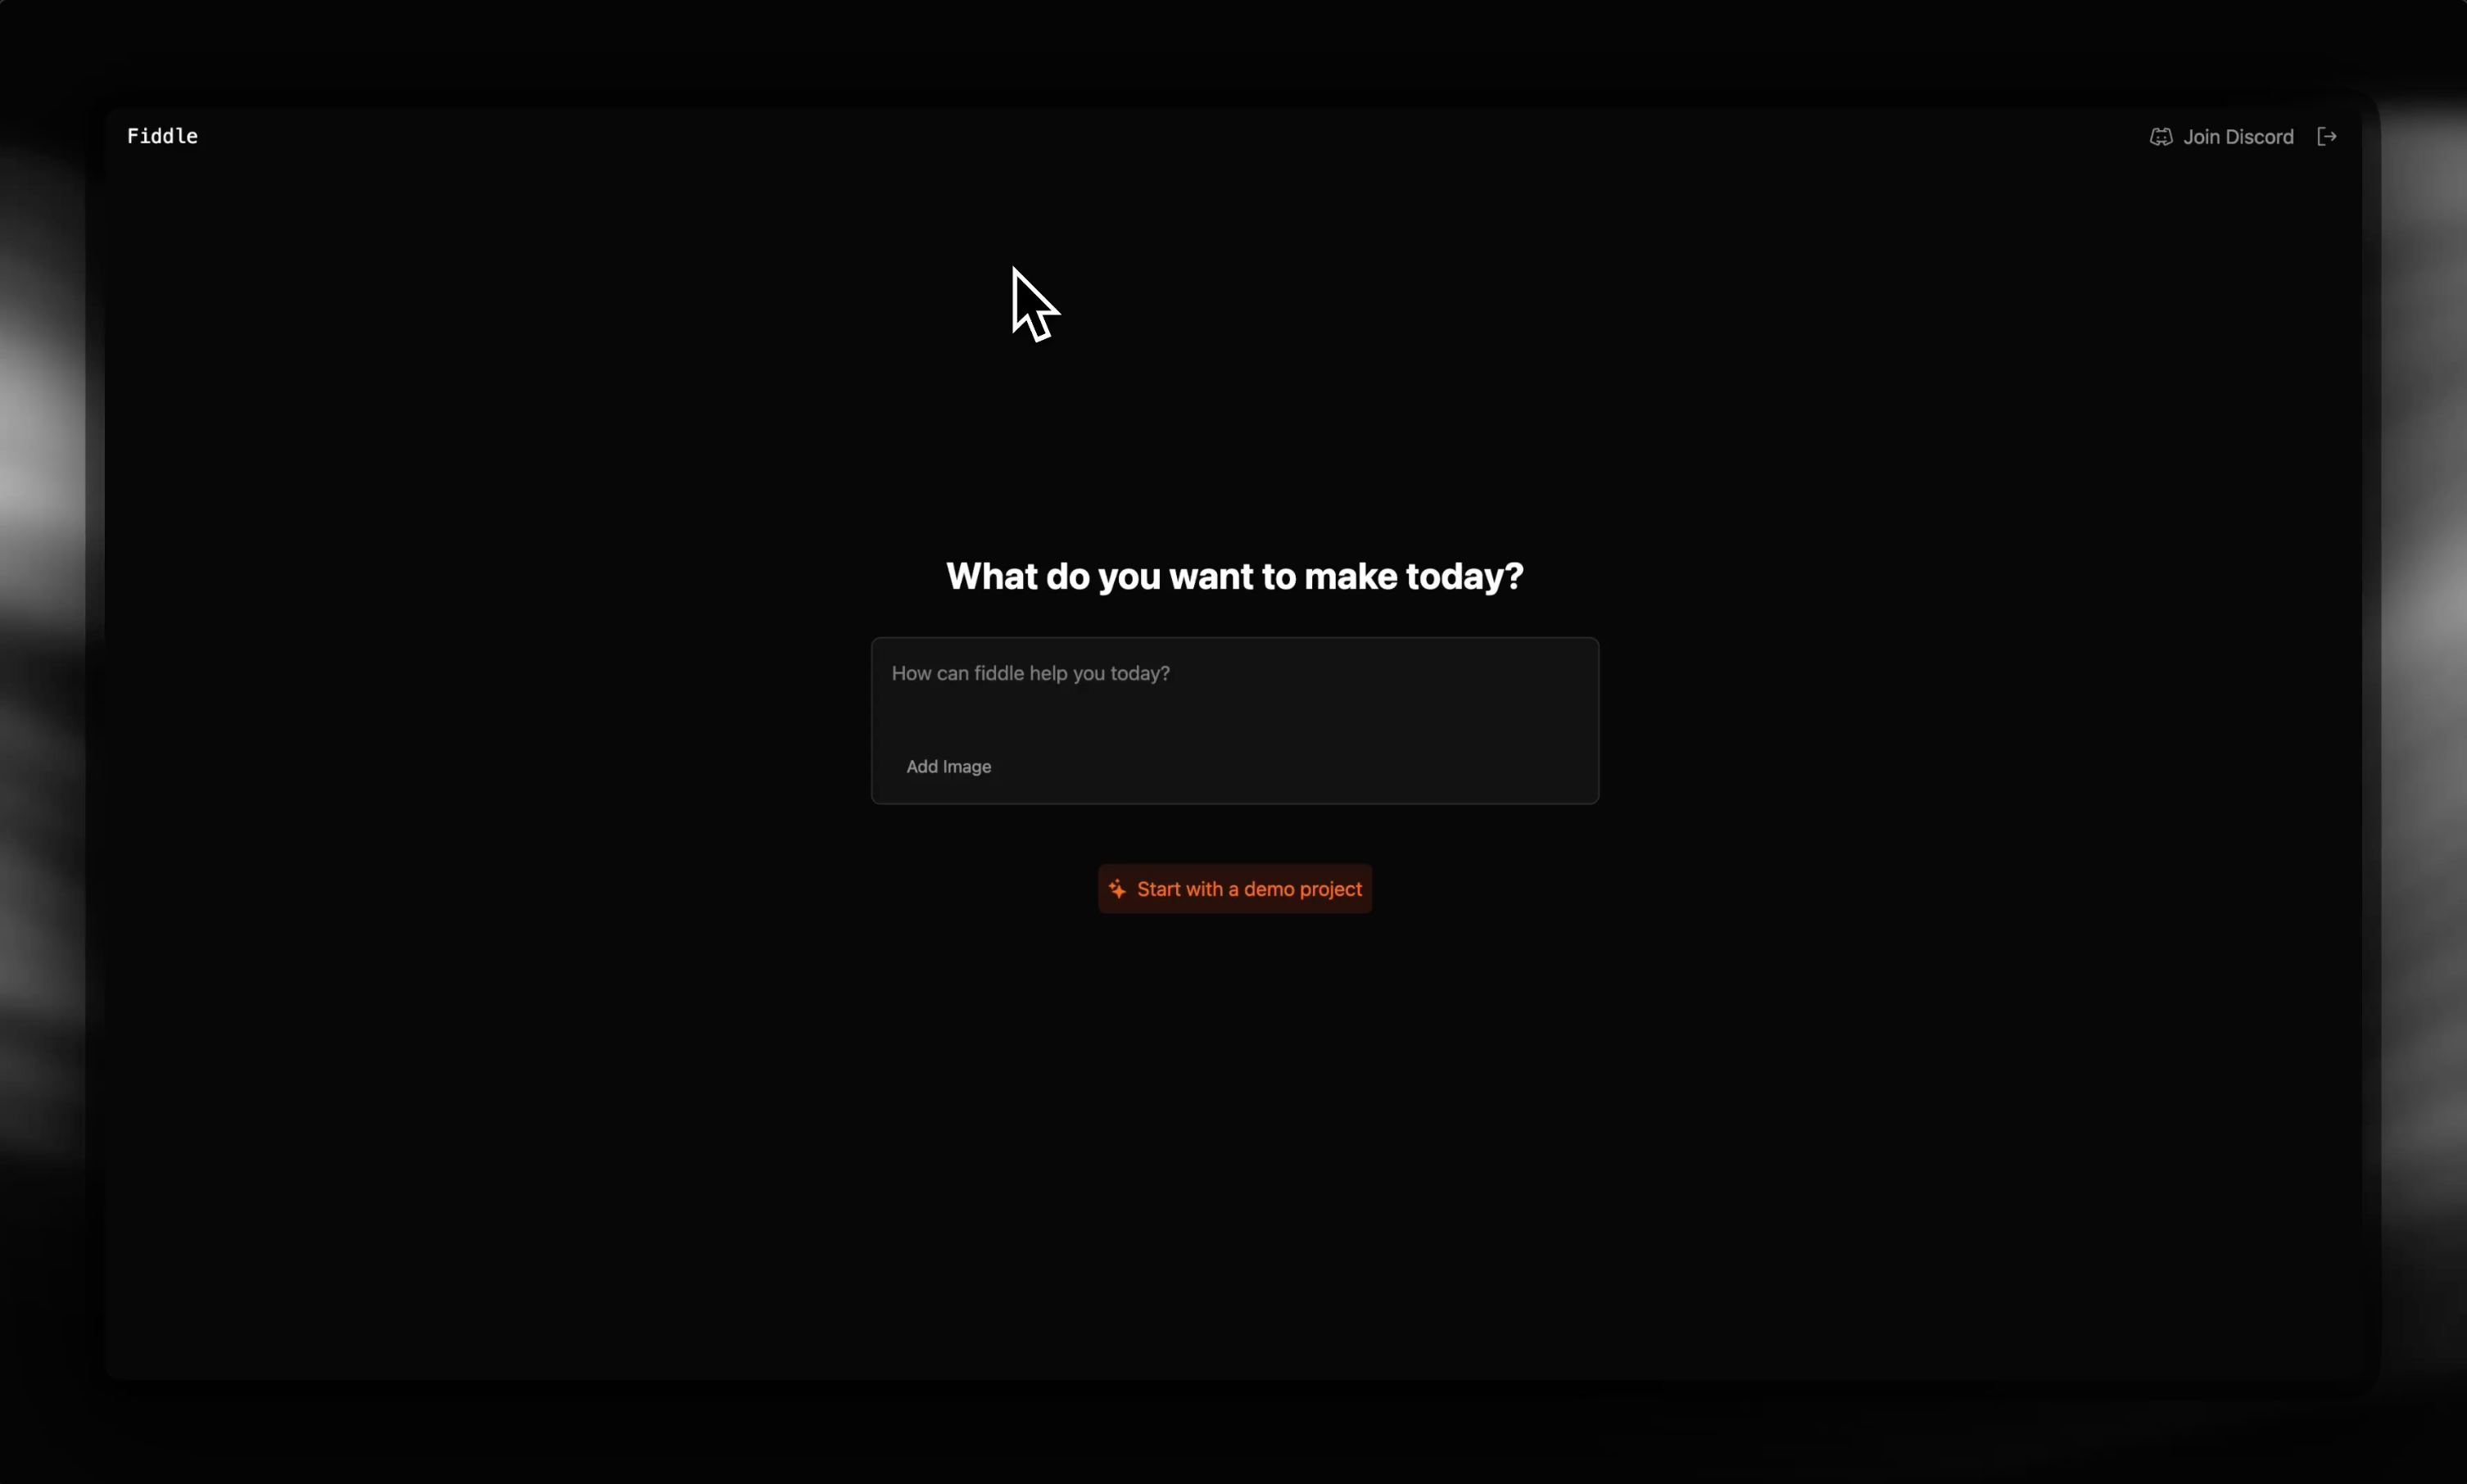 Fiddle
Join Discord
What do you want to make today?
How can fiddle help you today?
Add Image
Start with a demo project